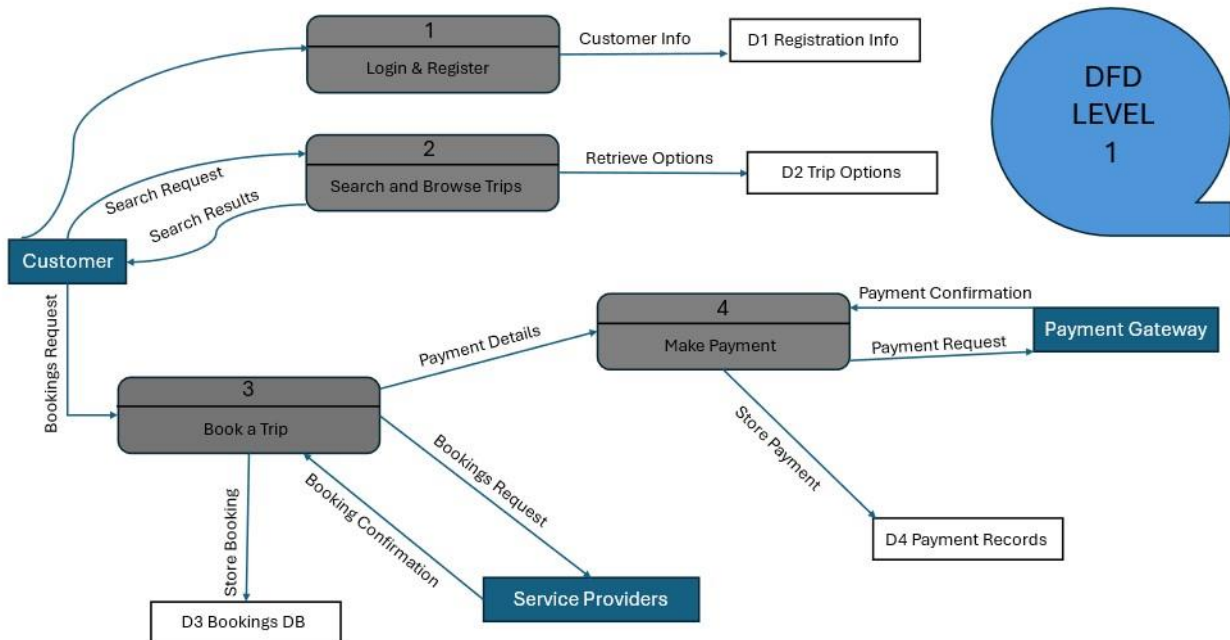 1
Login & Register
Customer Info
D1 Registration Info
DFD
LEVEL
1
2
Search and Browse Trips
Retrieve Options
D2 Trip Options
Search Request
Search Results
Customer
Bookings Request
Payment Details
4
Make Payment
Payment Confirmation
Payment Request
Payment Gateway
3
Book a Trip
Store Booking
Booking Confirmation
Bookings Request
Store Payment
D4 Payment Records
Service Providers
D3 Bookings DB